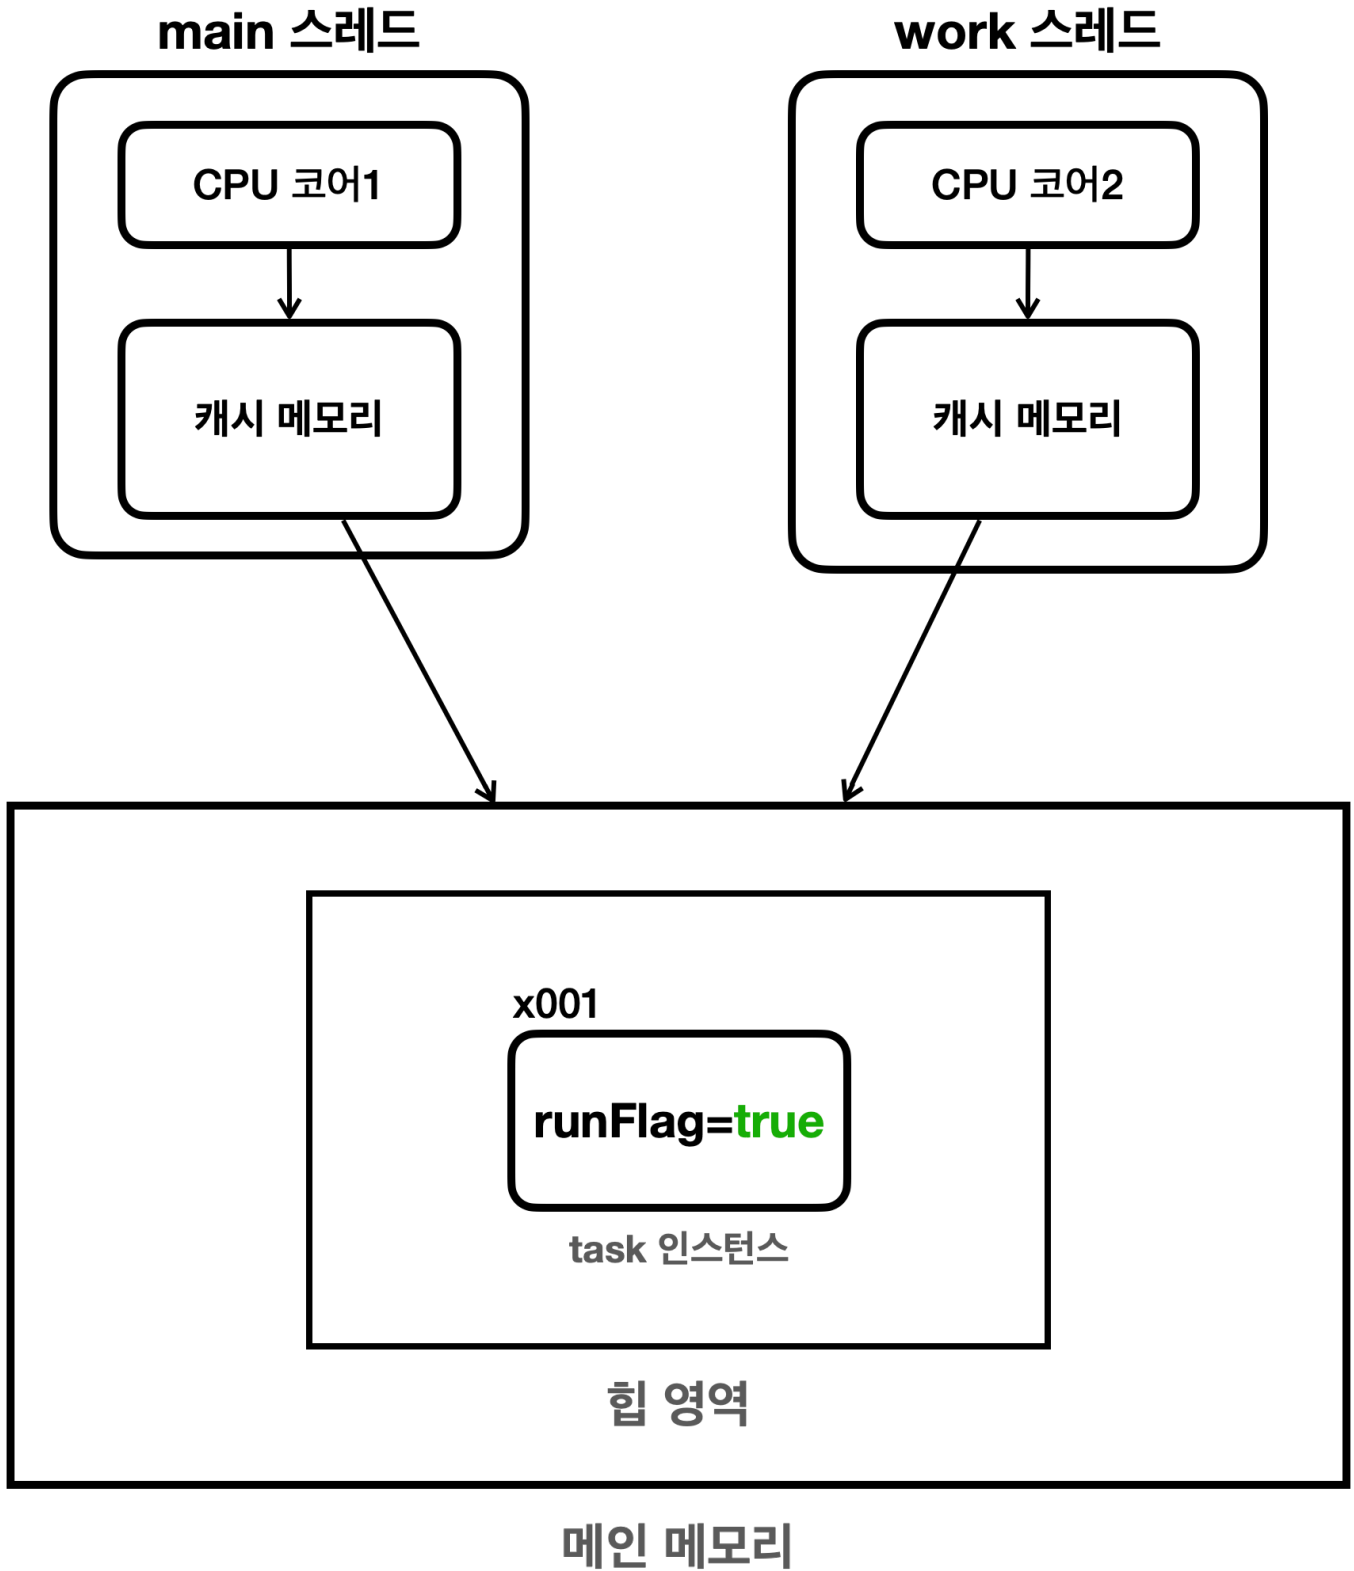 main 스레드
work 스레드
CPU 코어1
CPU 코어2
캐시 메모리
캐시 메모리
x001
runFlag=true
task 인스턴스
힙 영역
메인 메모리